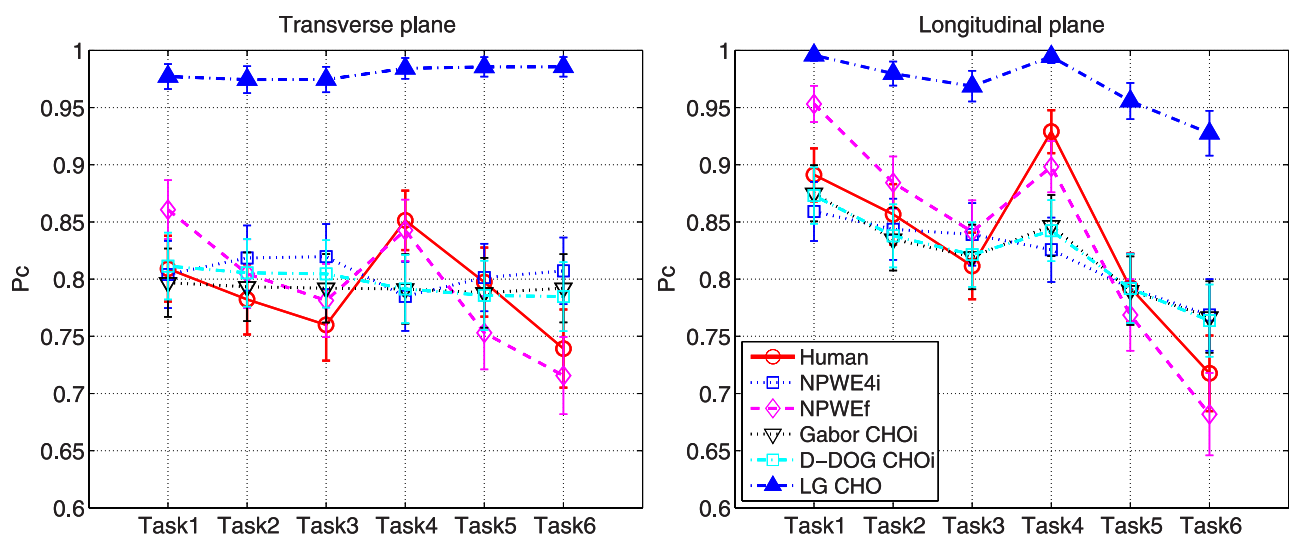 Transverse plane
Pc
1
0.95
0.9
0.85
0.8
0.75
0.7
0.65
0.6
Task1 Task2 Task3 Task4 Task5 Task6
Longitudinal plane
Pc
1
0.95
0.9
0.85
0.8
0.75
0.7
0.65
0.6
Human
NPWE4i
NPWEf
Gabor CHOi
D-DOG CHOi
LG CHO
Task1 Task2 Task3 Task4 Task5 Task6